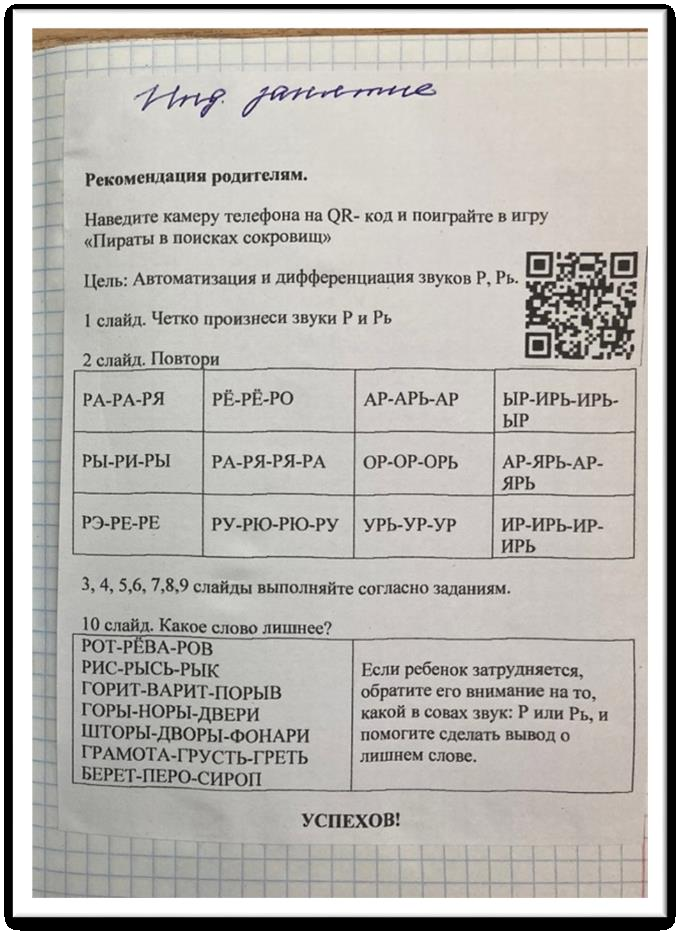 Инд. занятие
Рекомендация родителям.
Наведите камеру телефона на QR- код и поиграйте в игру
«Пираты в поисках сокровищ»
Цель: Автоматизация и дифференциация звуков Р, Рь.
1 слайд. Четко произнеси звуки Р и Рь
2 слайд. Повтори
РА-РА-РЯ РЁ-РЁ-РО АР-АРЬ-АР ЫР-ИРЬ-ИРЬ-
ЫР
РЫ-РИ-РЫ РА-РЯ-РЯ-РА ОР-ОР-ОРЬ АР-ЯРЬ-АР-
ЯРЬ
РЭ-РЕ-РЕ РУ-РЮ-РЮ-РУ УРЬ-УР-УР ИР-ИРЬ-ИР-
ИРЬ
3, 4, 5,6, 7,8,9 слайды выполняйте согласно заданиям.
10 слайд. Какое слово лишнее?
РОТ-РЁВА-РОВ
РИС-РЫСЬ-РЫК
ГОРИТ-ВАРИТ-ПОРЫВ
ГОРЫ-НОРЫ-ДВЕРИ
ШТОРЫ-ДВОРЫ-ФОНАРИ
ГРАМОТА-ГРУСТЬ-ГРЕТЬ
БЕРЕТ-ПЕРО-СИРОП
Если ребенок затрудняется,
обратите его внимание на то,
какой в совах звук: Р или Рь, и
помогите сделать вывод о
лишнем слове.
УСПЕХОВ!